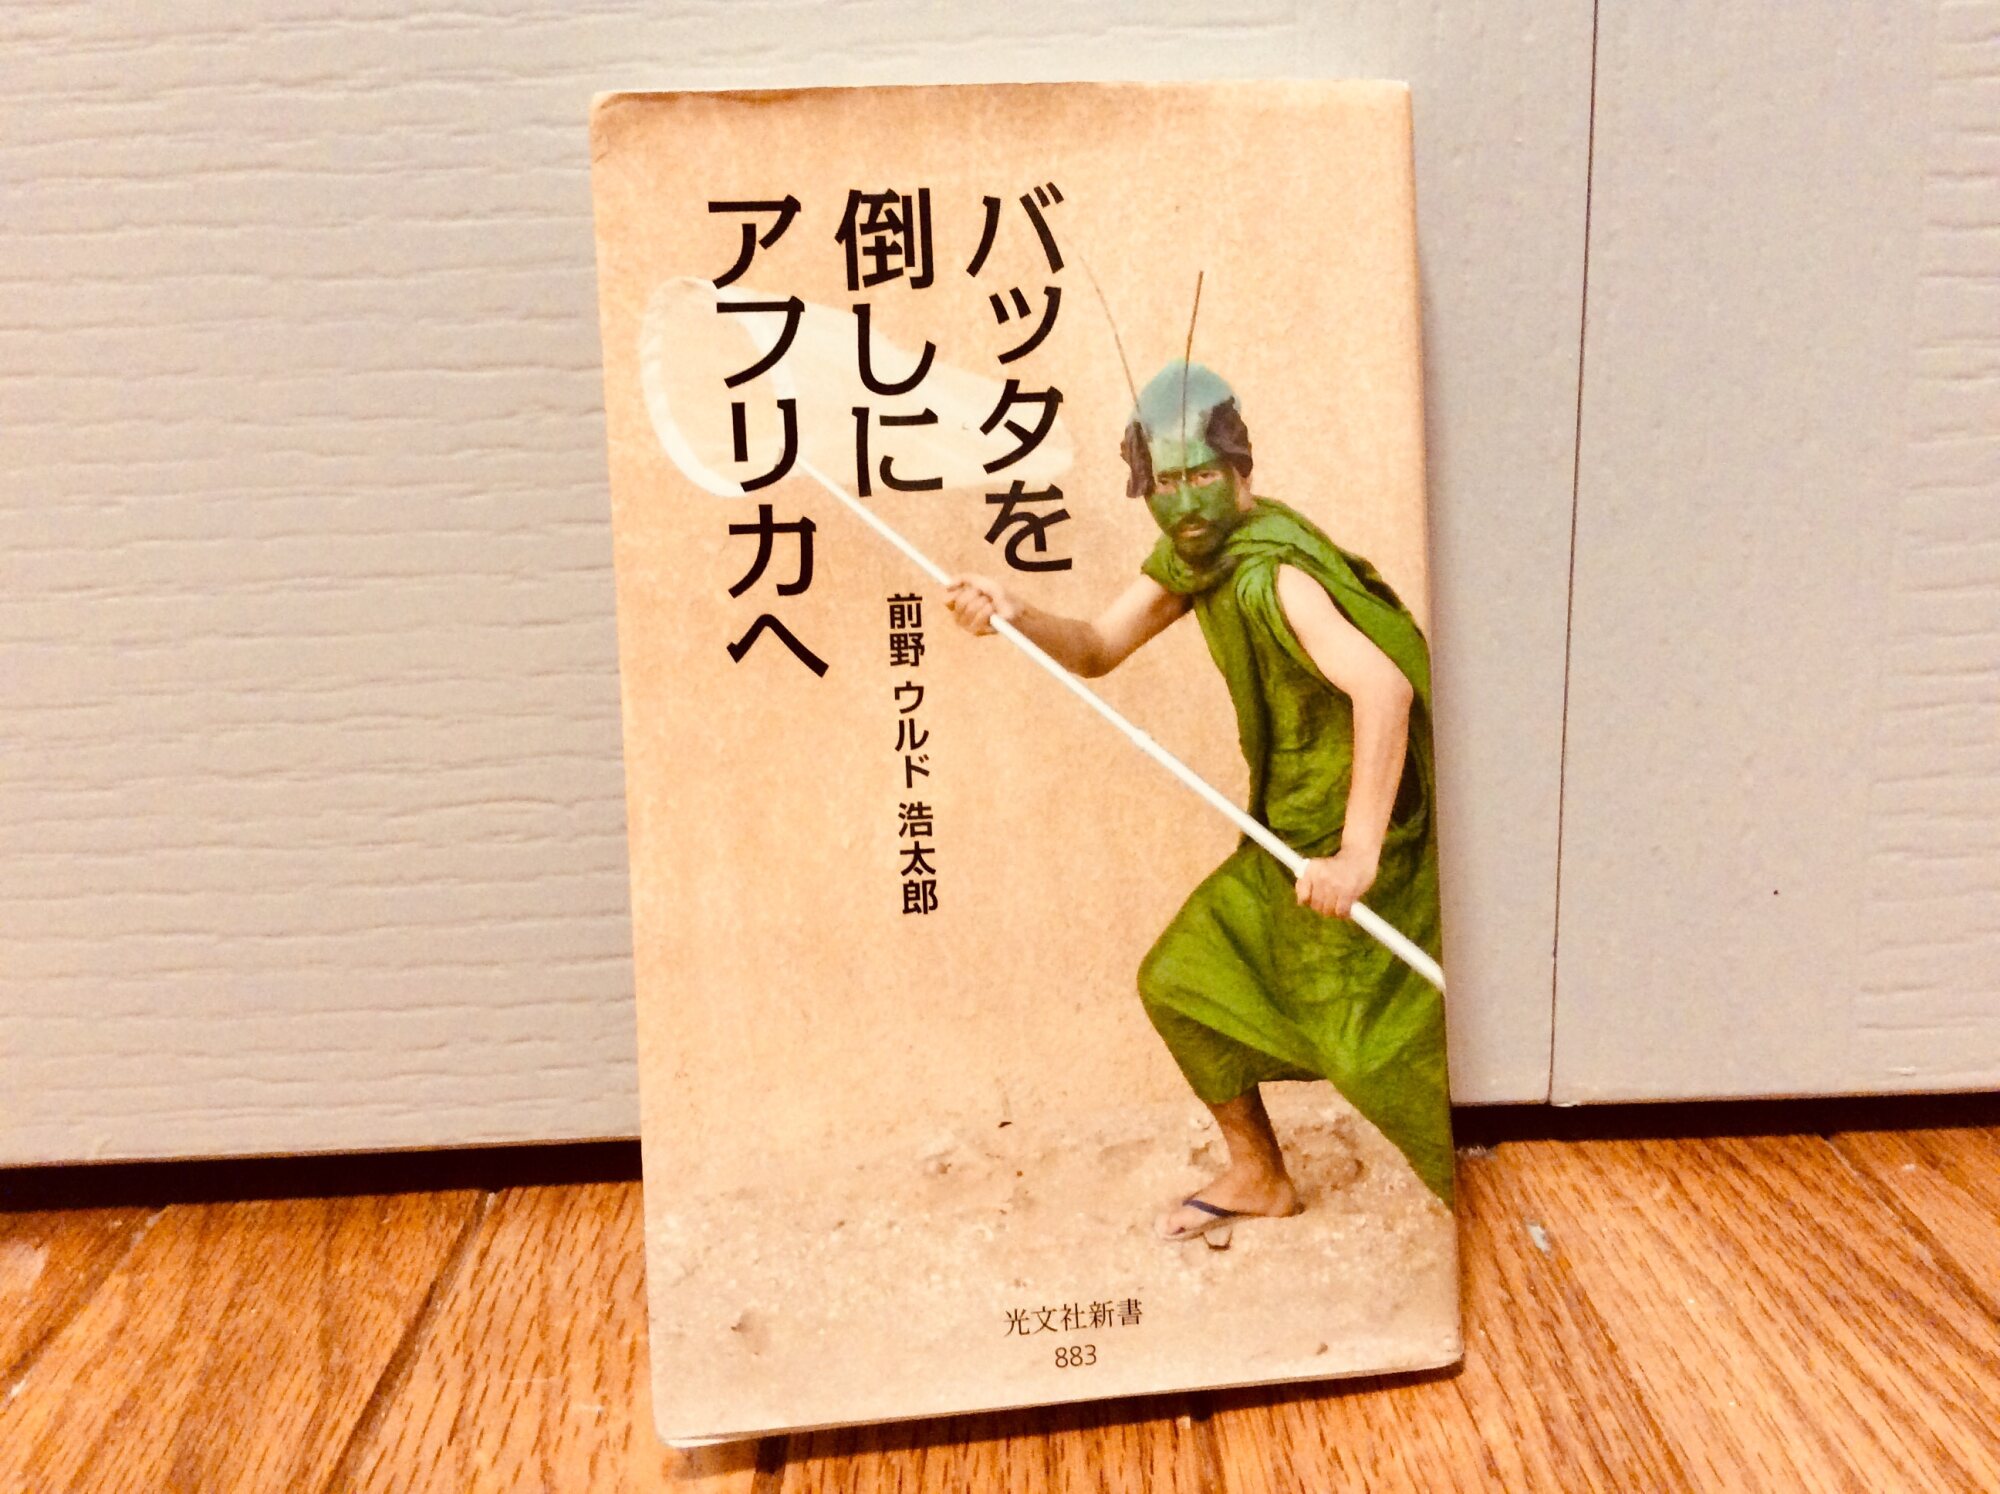 バッタを
倒しに
アフリカへ
前野 ウルド 浩太郎
光文社新書
883